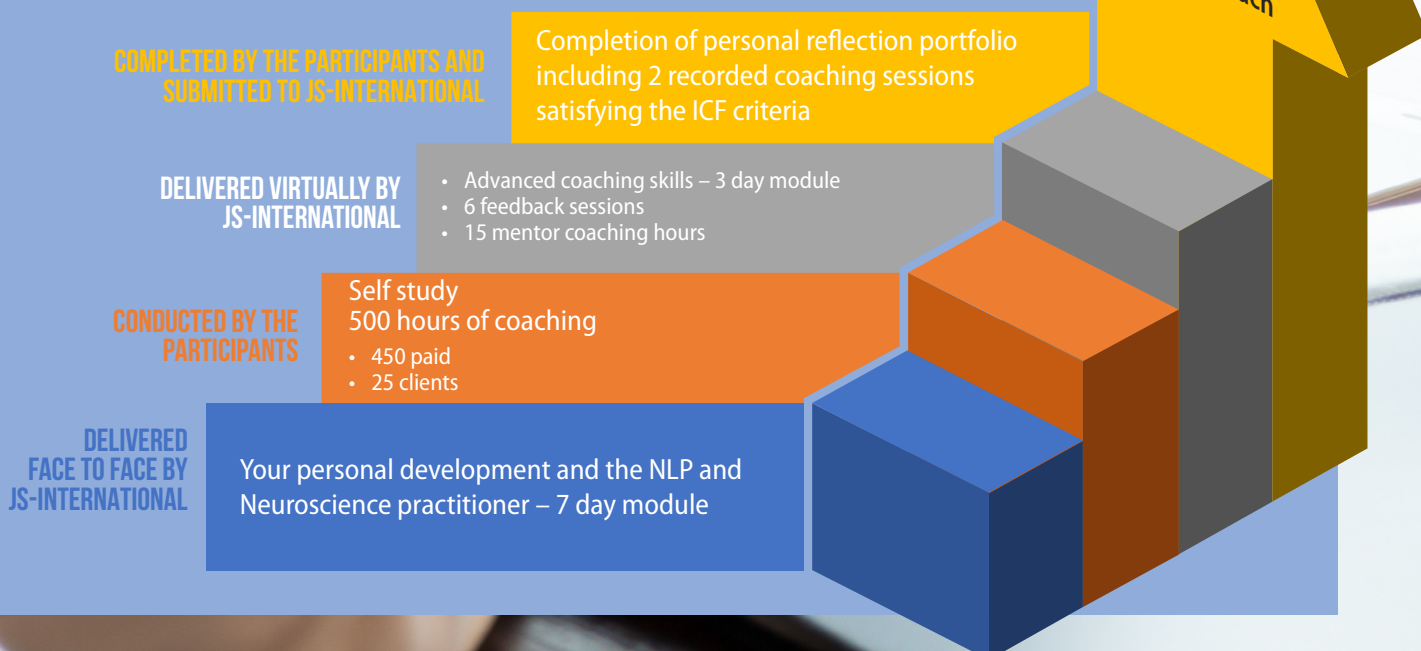 COMPLETED BY THE PARTICIPANTS AND
SUBMITTED TO JS-INTERNATIONAL
Completion of personal reflection portfolio
including 2 recorded coaching sessions
satisfying the ICF criteria
DELIVERED VIRTUALLY BY
JS-INTERNATIONAL
• Advanced coaching skills – 3 day module
• 6 feedback sessions
• 15 mentor coaching hours
CONDUCTED BY THE
PARTICIPANTS
Self study
500 hours of coaching
• 450 paid
• 25 clients
DELIVERED
FACE TO FACE BY
JS-INTERNATIONAL
Your personal development and the NLP and
Neuroscience practitioner – 7 day module